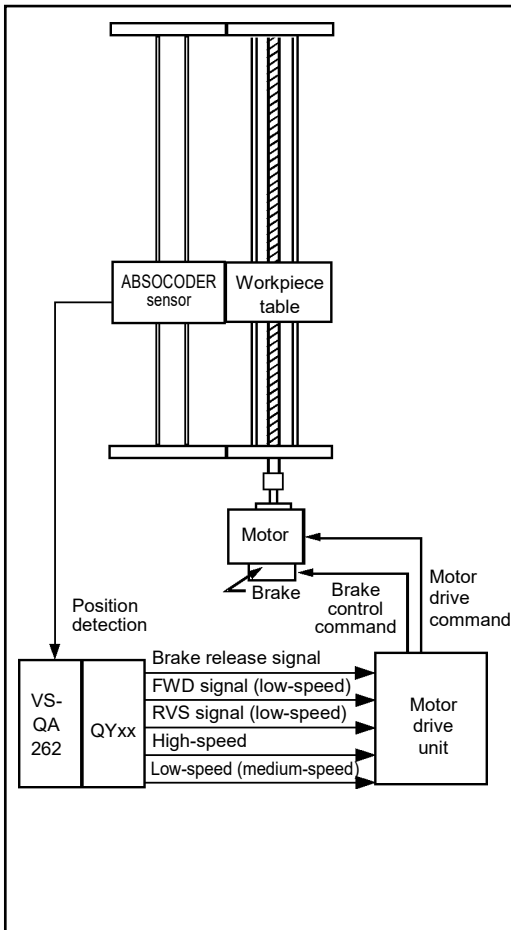 ABSOCODER
sensor
Workpiece
table
Motor
Brake
Brake
control
command
Motor
drive
command
Position
detection
VS-
QA
262
QYxx
Brake release signal
FWD signal (low-speed)
RVS signal (low-speed)
High-speed
Low-speed (medium-speed)
Motor
drive
unit